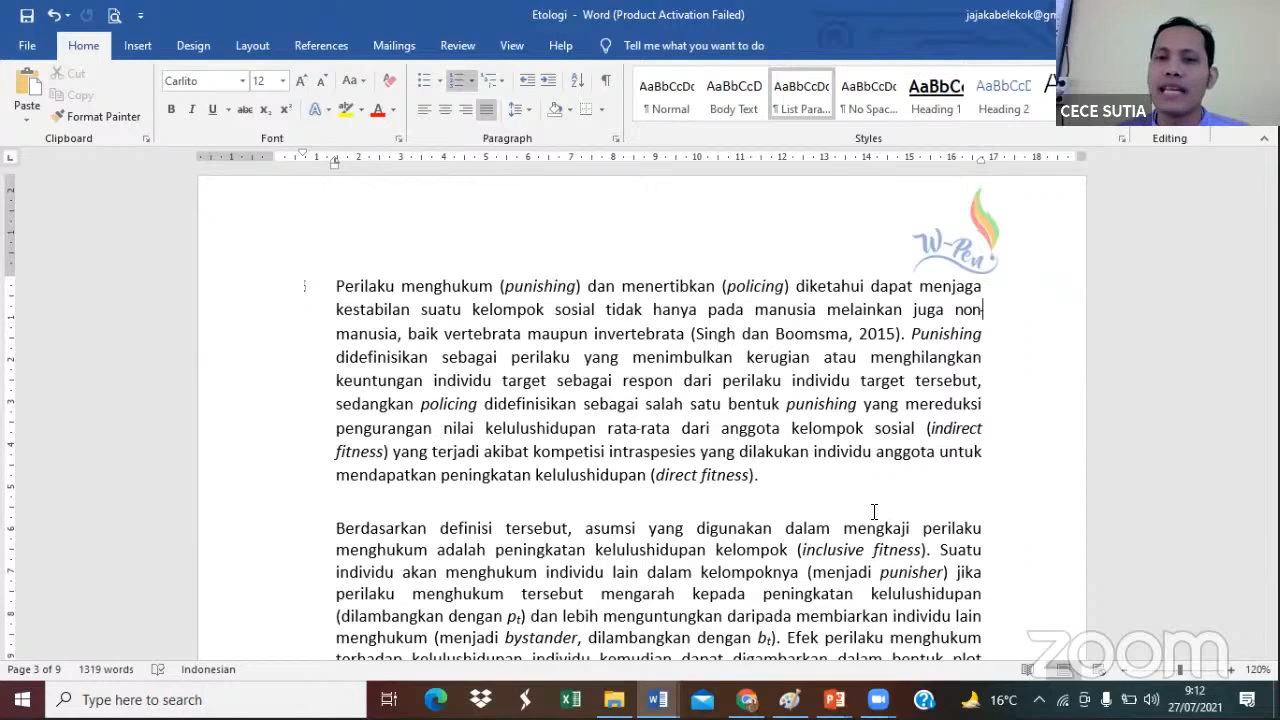 Etologi - Word (Product Activation Failed)
jajakabelekok@gm
File Home Insert Design Layout References Mailings Review View Help Tell me what you want to do
Paste
Cut
Copy
Format Painter
Clipboard
Carlito 12
Font
Paragraph
AaBbCcDc AaBbCcD AaBbCcDc AaBbCcDc AaBbCc AaBbCcDc
¶ Normal Body Text ¶ List Para... ¶ No Spac... Heading 1 Heading 2
Styles
Editing
CECE SUTIA
W-Pen
Perilaku menghukum (punishing) dan menertibkan (policing) diketahui dapat menjaga
kestabilan suatu kelompok sosial tidak hanya pada manusia melainkan juga non-
manusia, baik vertebrata maupun invertebrata (Singh dan Boomsma, 2015). Punishing
didefinisikan sebagai perilaku yang menimbulkan kerugian atau menghilangkan
keuntungan individu target sebagai respon dari perilaku individu target tersebut,
sedangkan policing didefinisikan sebagai salah satu bentuk punishing yang mereduksi
pengurangan nilai kelulushidupan rata-rata dari anggota kelompok sosial (indirect
fitness) yang terjadi akibat kompetisi intraspesies yang dilakukan individu anggota untuk
mendapatkan peningkatan kelulushidupan (direct fitness).
Berdasarkan definisi tersebut, asumsi yang digunakan dalam mengkaji perilaku
menghukum adalah peningkatan kelulushidupan kelompok (inclusive fitness). Suatu
individu akan menghukum individu lain dalam kelompoknya (menjadi punisher) jika
perilaku menghukum tersebut mengarah kepada peningkatan kelulushidupan
(dilambangkan dengan pt) dan lebih menguntungkan daripada membiarkan individu lain
menghukum (menjadi bystander, dilambangkan dengan bt). Efek perilaku menghukum
terhadap kelulushidupan individu kemudian dapat digambarkan dalam bentuk plot
zoom
Page 3 of 9 1319 words Indonesian 120%
Type here to search
16°C
9:12
27/07/2021